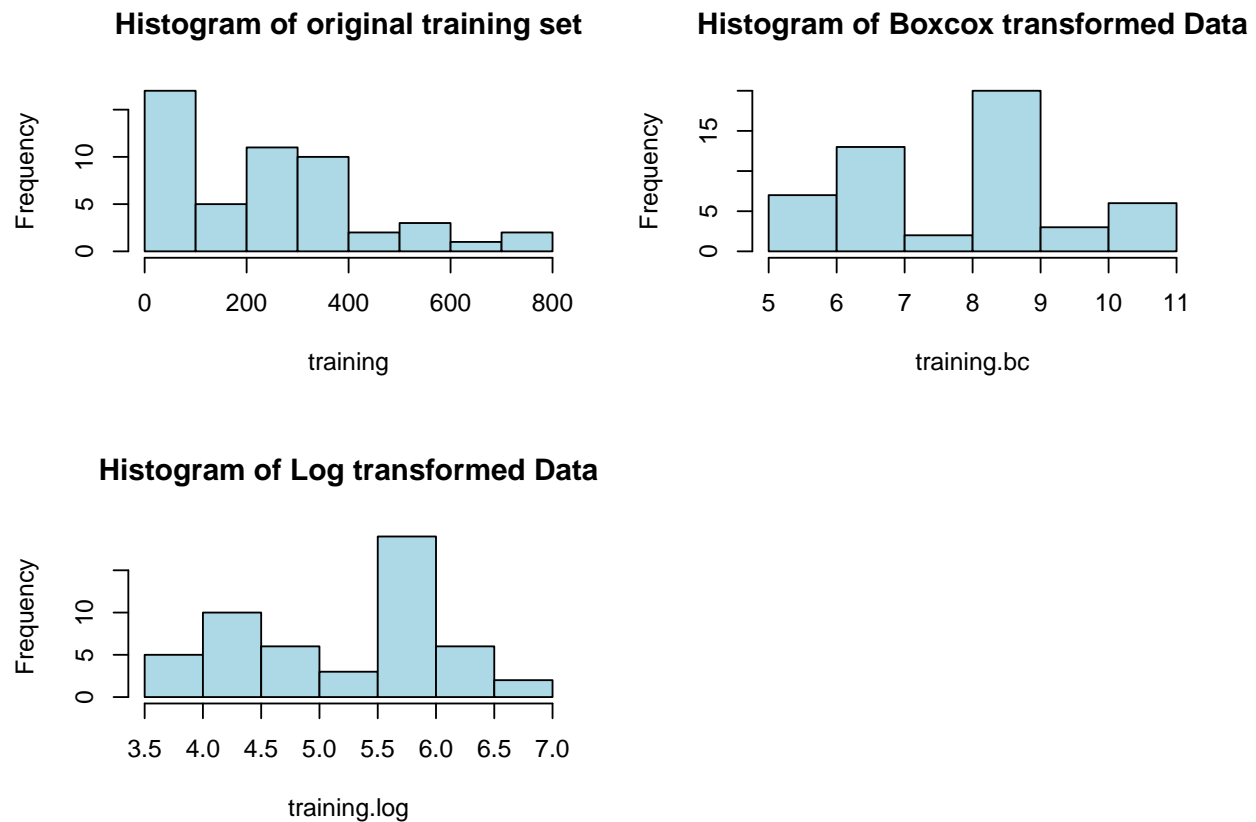 Histogram of original training set
Frequency
0 5 10
0 200 400 600 800
training
Histogram of Boxcox transformed Data
Frequency
0 5 15
5 6 7 8 9 10 11
training.bc
Histogram of Log transformed Data
Frequency
0 5 10
3.5 4.0 4.5 5.0 5.5 6.0 6.5 7.0
training.log